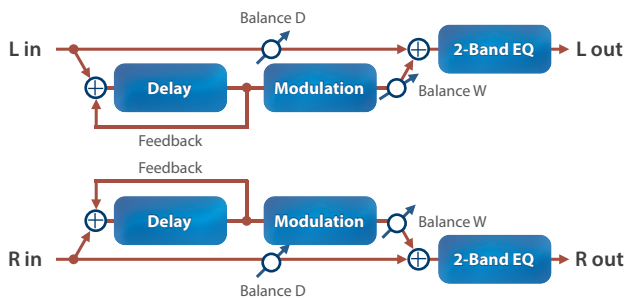 Balance D
L in
2-Band EQ
L out
Delay
Modulation
Balance W
Feedback
Feedback
Delay
Modulation
Balance W
R in
2-Band EQ
R out
Balance D